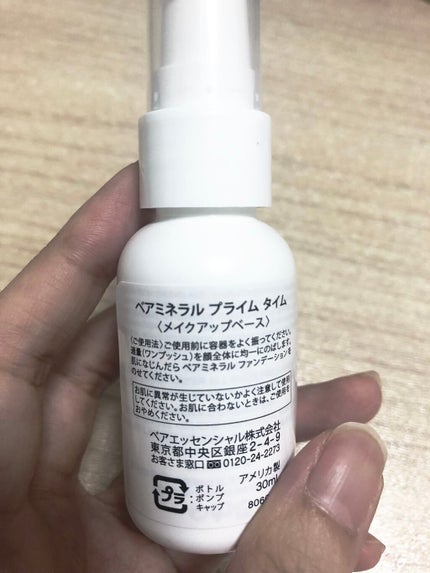 ベアミネラル プライム タイム
〈メイクアップベース〉
〈ご使用法〉ご使用前に容器をよく振ってください。
適量(ワンプッシュ)を顔全体に均一にのばします。
肌になじんだら ベアミネラル ファンデーションを
のせてください。
お肌に異常が生じていないかよく注意して使用
してください。お肌に合わないときは、ご使用を
おやめください。
ベアエッセンシャル株式会社
東京都中央区銀座2-4-9
お客さま窓口 0120-24-2273
アメリカ製
30ml
プラ
:ボトル
ポンプ
キャップ